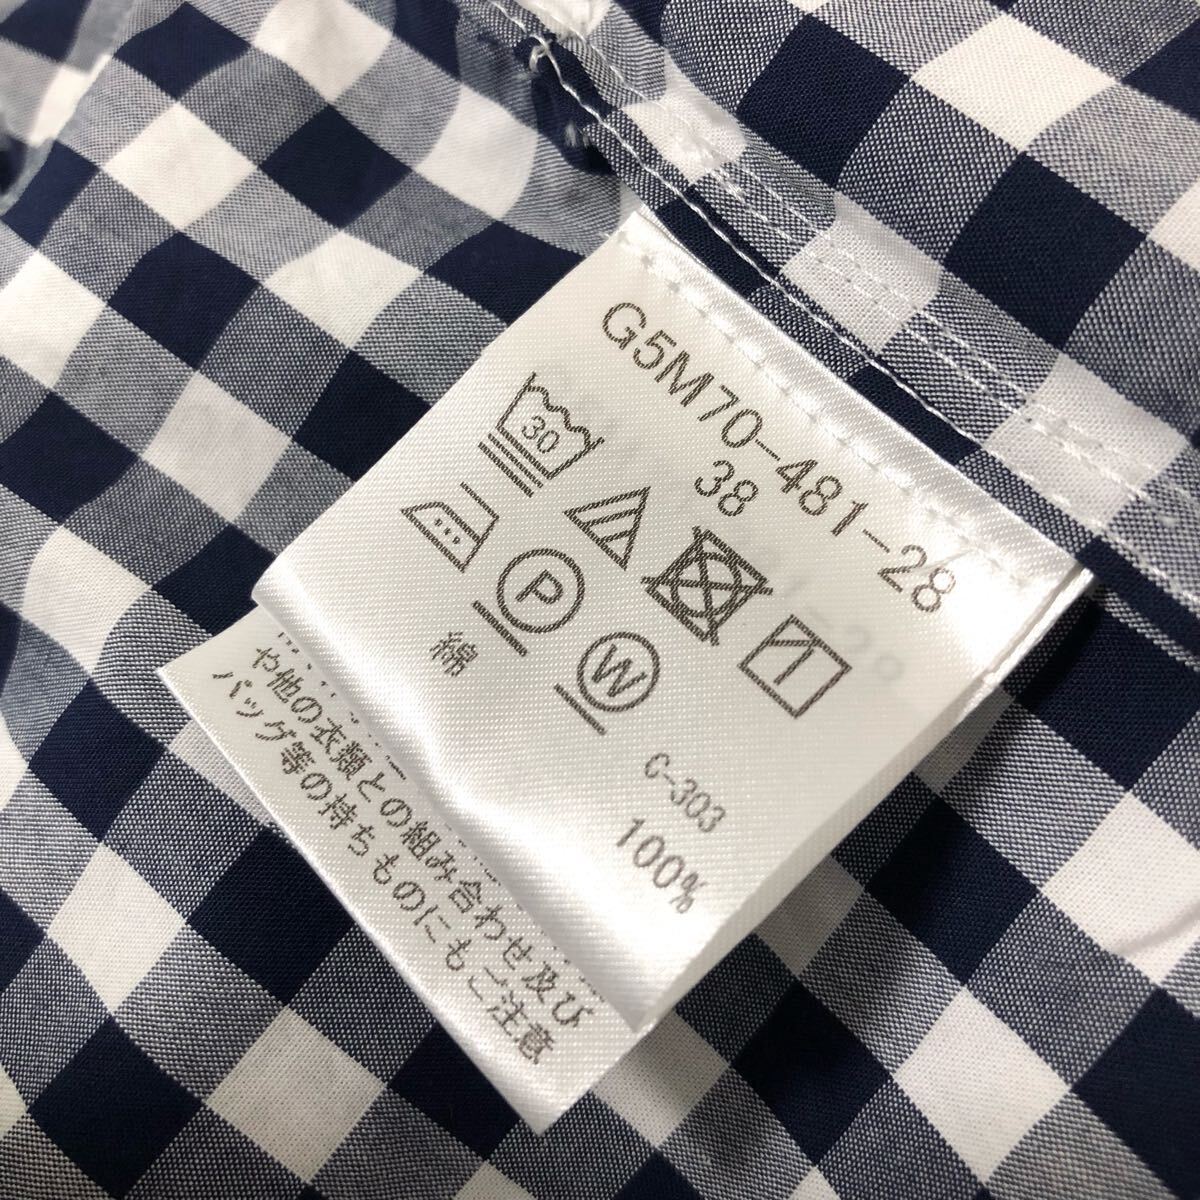 G5M70-481-28
38
30
P
W
C-303
綿 100%
や他の衣類との組み合わせ及び
バッグ等の持ちものにもご注意